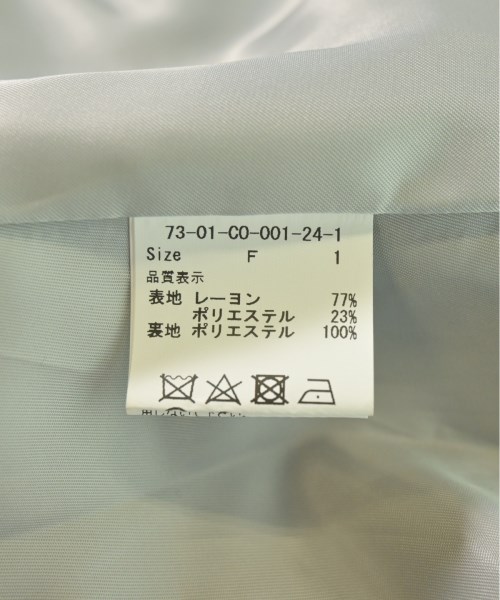 73-01-CO-001-24-1
Size F 1
品質表示
表地 レーヨン 77%
ポリエステル 23%
裏地 ポリエステル 100%